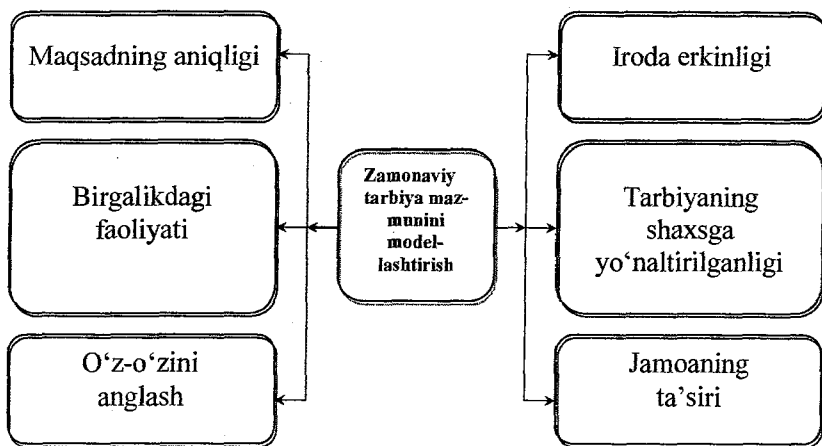 Maqsadning aniqligi
Birgalikdagi
faoliyati
O‘z-o‘zini
anglash
Zamonaviy
tarbiya maz-
munini
model-
lashtirish
Iroda erkinligi
Tarbiyaning
shaxsga
yo‘naltirilganligi
Jamoaning
ta’siri